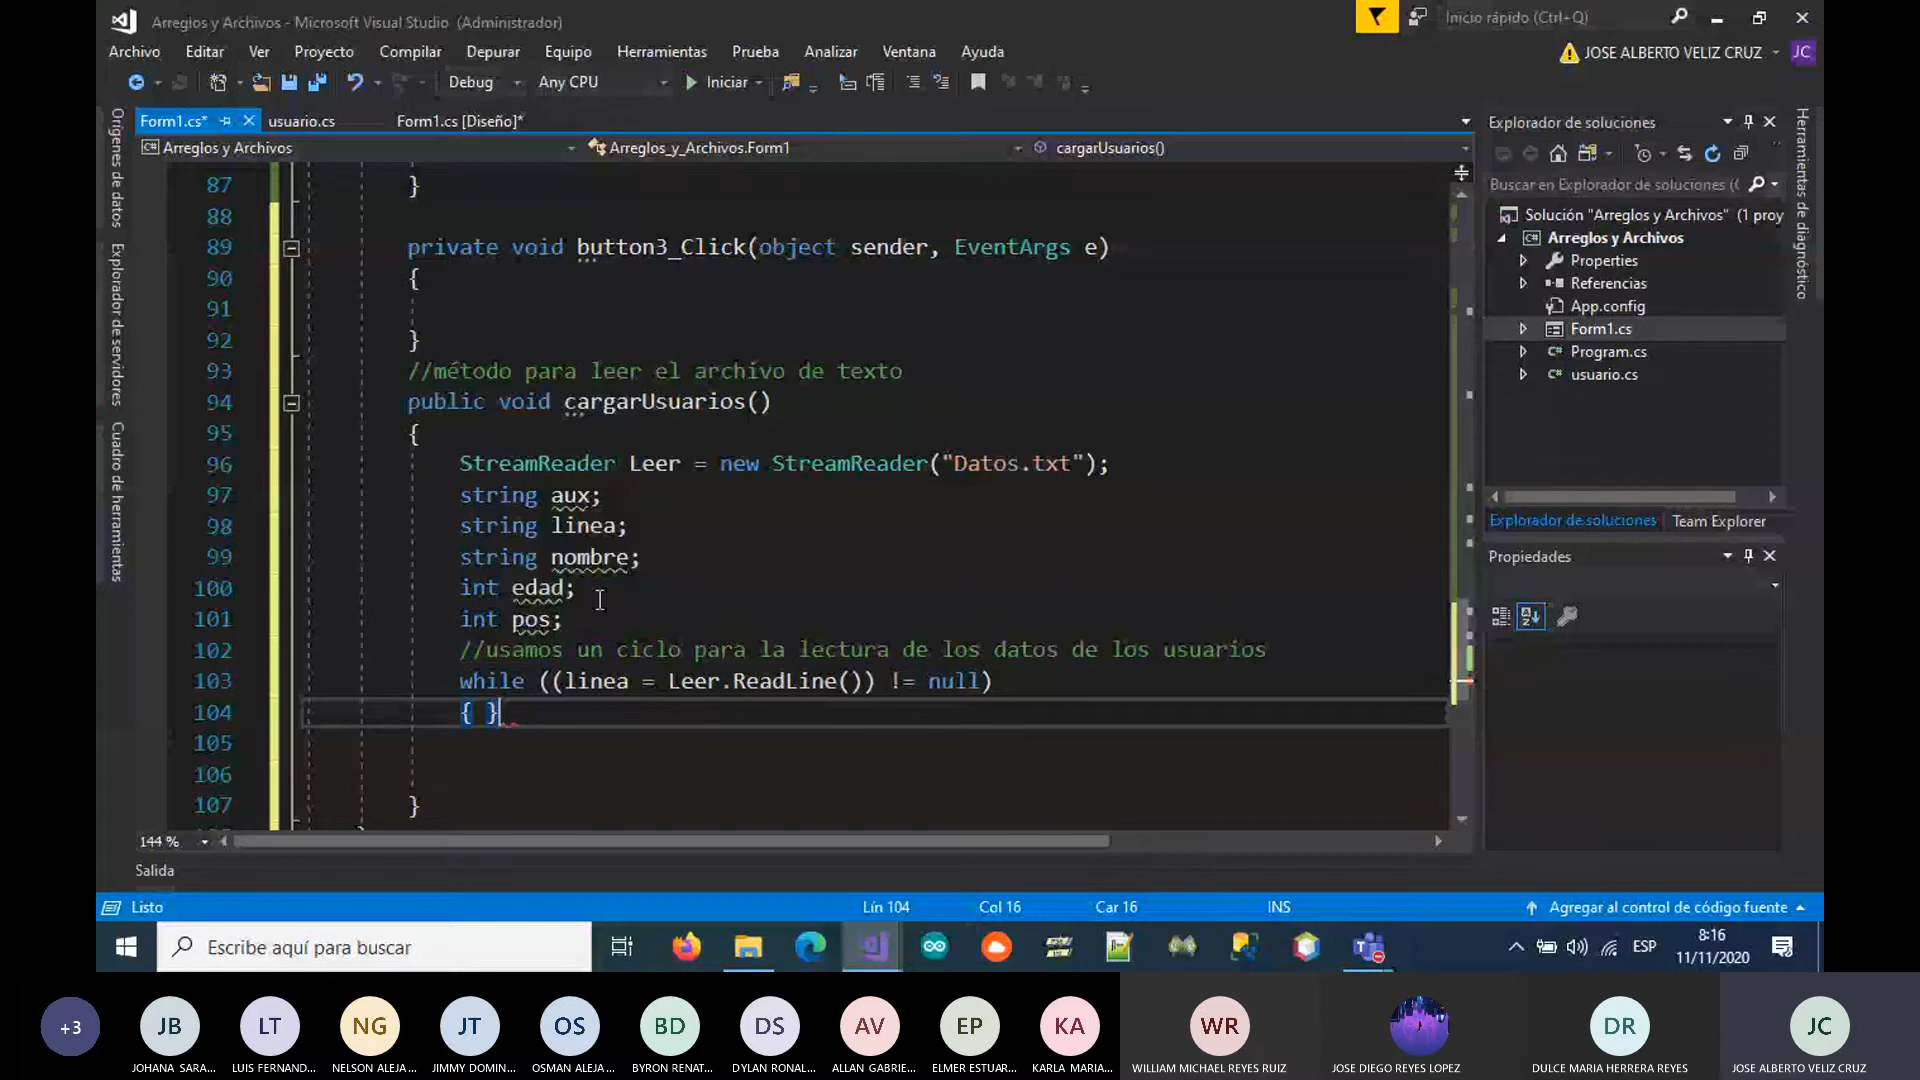 Arreglos y Archivos - Microsoft Visual Studio (Administrador)
Inicio rápido (Ctrl+Q)
Archivo Editar Ver Proyecto Compilar Depurar Equipo Herramientas Prueba Analizar Ventana Ayuda
JOSE ALBERTO VELIZ CRUZ JC
Debug Any CPU Iniciar
Form1.cs* usuario.cs Form1.cs [Diseño]*
Arreglos y Archivos Arreglos_y_Archivos.Form1 cargarUsuarios()
Orígenes de datos
Explorador de servidores
Cuadro de herramientas
87 }
88
89 private void button3_Click(object sender, EventArgs e)
90 {
91
92 }
93 //método para leer el archivo de texto
94 public void cargarUsuarios()
95 {
96 StreamReader Leer = new StreamReader("Datos.txt");
97 string aux;
98 string linea;
99 string nombre;
100 int edad;
101 int pos;
102 //usamos un ciclo para la lectura de los datos de los usuarios
103 while ((linea = Leer.ReadLine()) != null)
104 { }
105
106
107 }
144 %
Salida
Explorador de soluciones
Buscar en Explorador de soluciones (
Solución "Arreglos y Archivos" (1 proy
Arreglos y Archivos
Properties
Referencias
App.config
Form1.cs
Program.cs
usuario.cs
Explorador de soluciones Team Explorer
Propiedades
Herramientas de diagnóstico
Listo Lín 104 Col 16 Car 16 INS Agregar al control de código fuente
Escribe aquí para buscar
ESP
8:16
11/11/2020
+3 JB LT NG JT OS BD DS AV EP KA WR DR JC
JOHANA SARA... LUIS FERNAND... NELSON ALEJA... JIMMY DOMIN... OSMAN ALEJA... BYRON RENAT... DYLAN RONAL... ALLAN GABRIE... ELMER ESTUAR... KARLA MARIA... WILLIAM MICHAEL REYES RUIZ JOSE DIEGO REYES LOPEZ DULCE MARIA HERRERA REYES JOSE ALBERTO VELIZ CRUZ